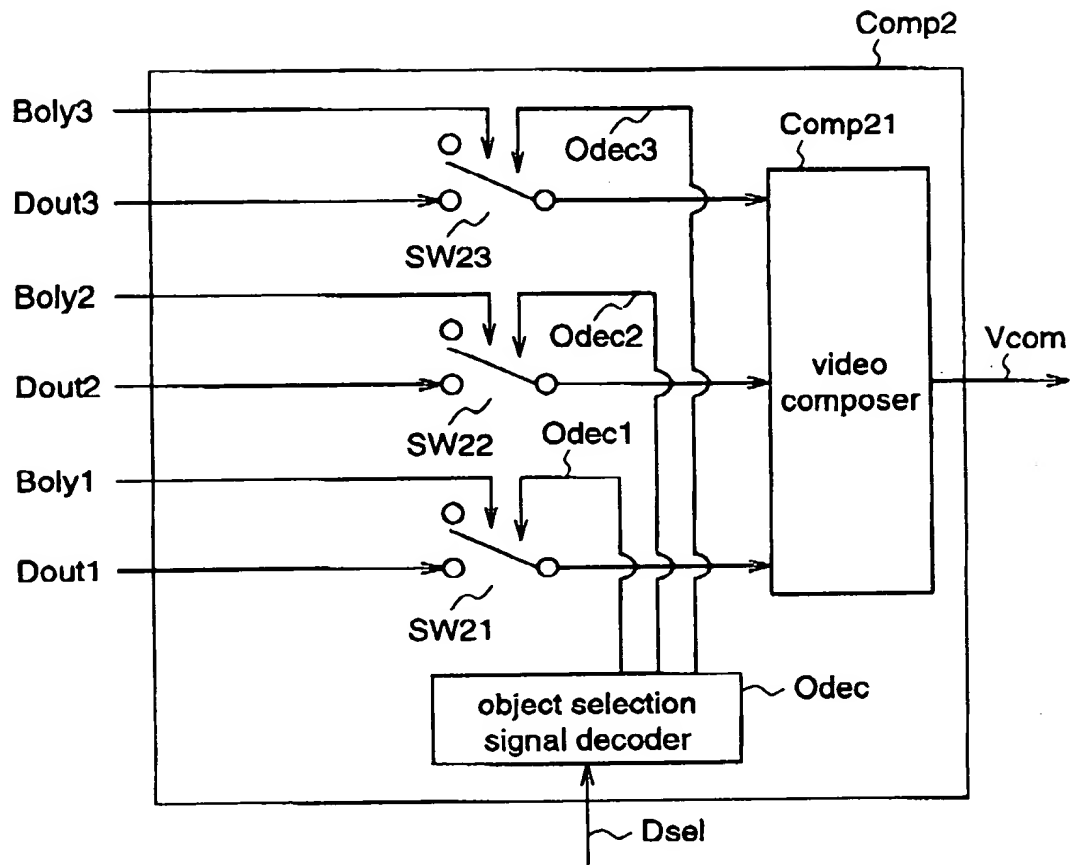 Comp2
Boly3
Comp21
Odec3
Dout3
SW23
Boly2
Odec2
Vcom
Dout2
video
composer
SW22
Odec1
Boly1
Dout1
SW21
Odec
object selection
signal decoder
Dsel